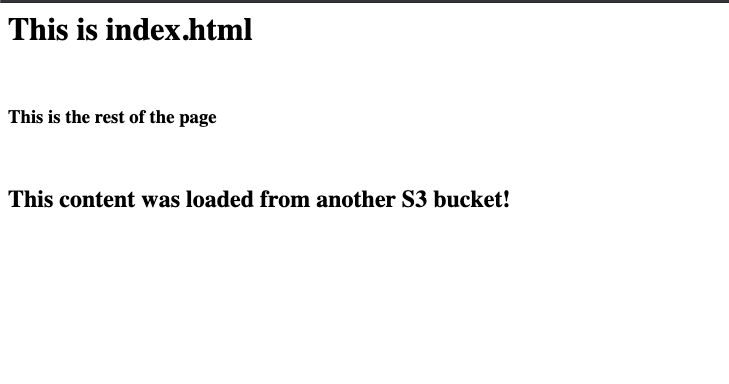 This is index.html
This is the rest of the page
This content was loaded from another S3 bucket!